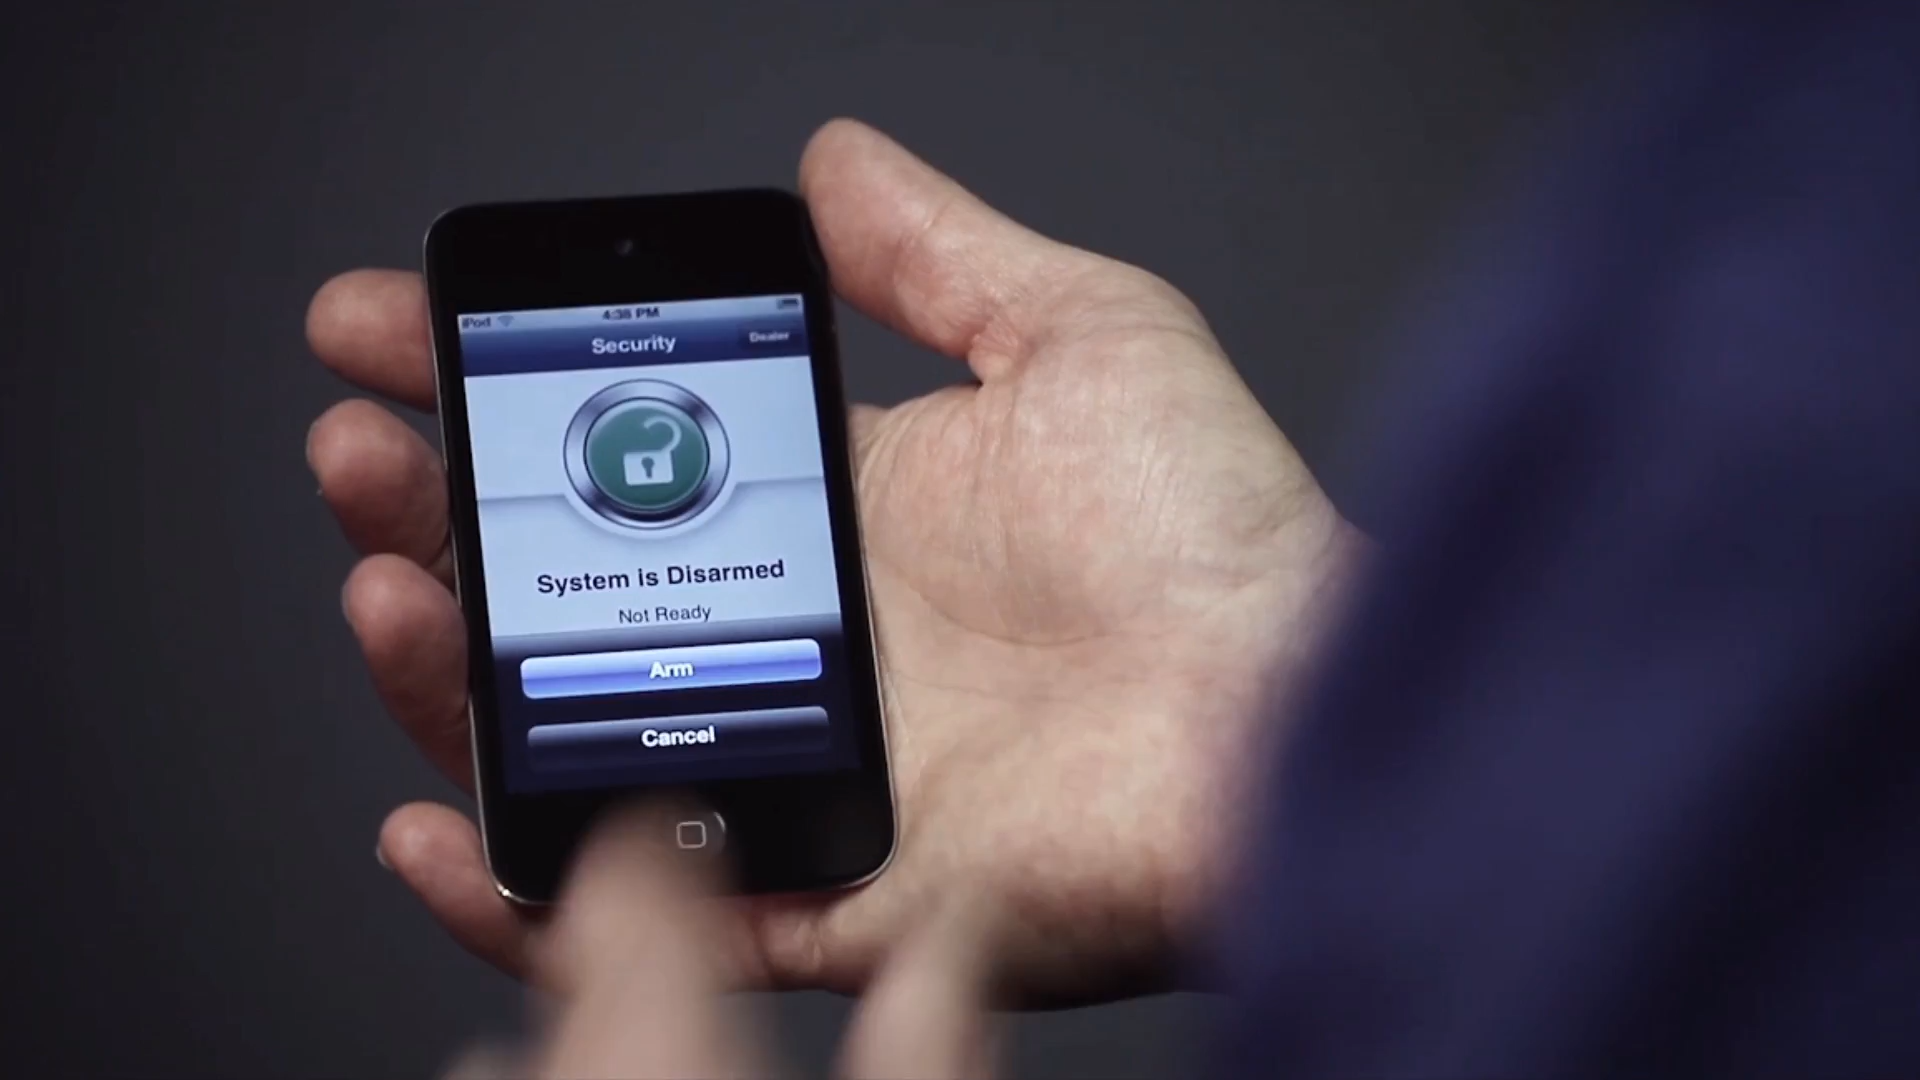 iPod 4:38 PM
Security Dealer
System is Disarmed
Not Ready
Arm
Cancel